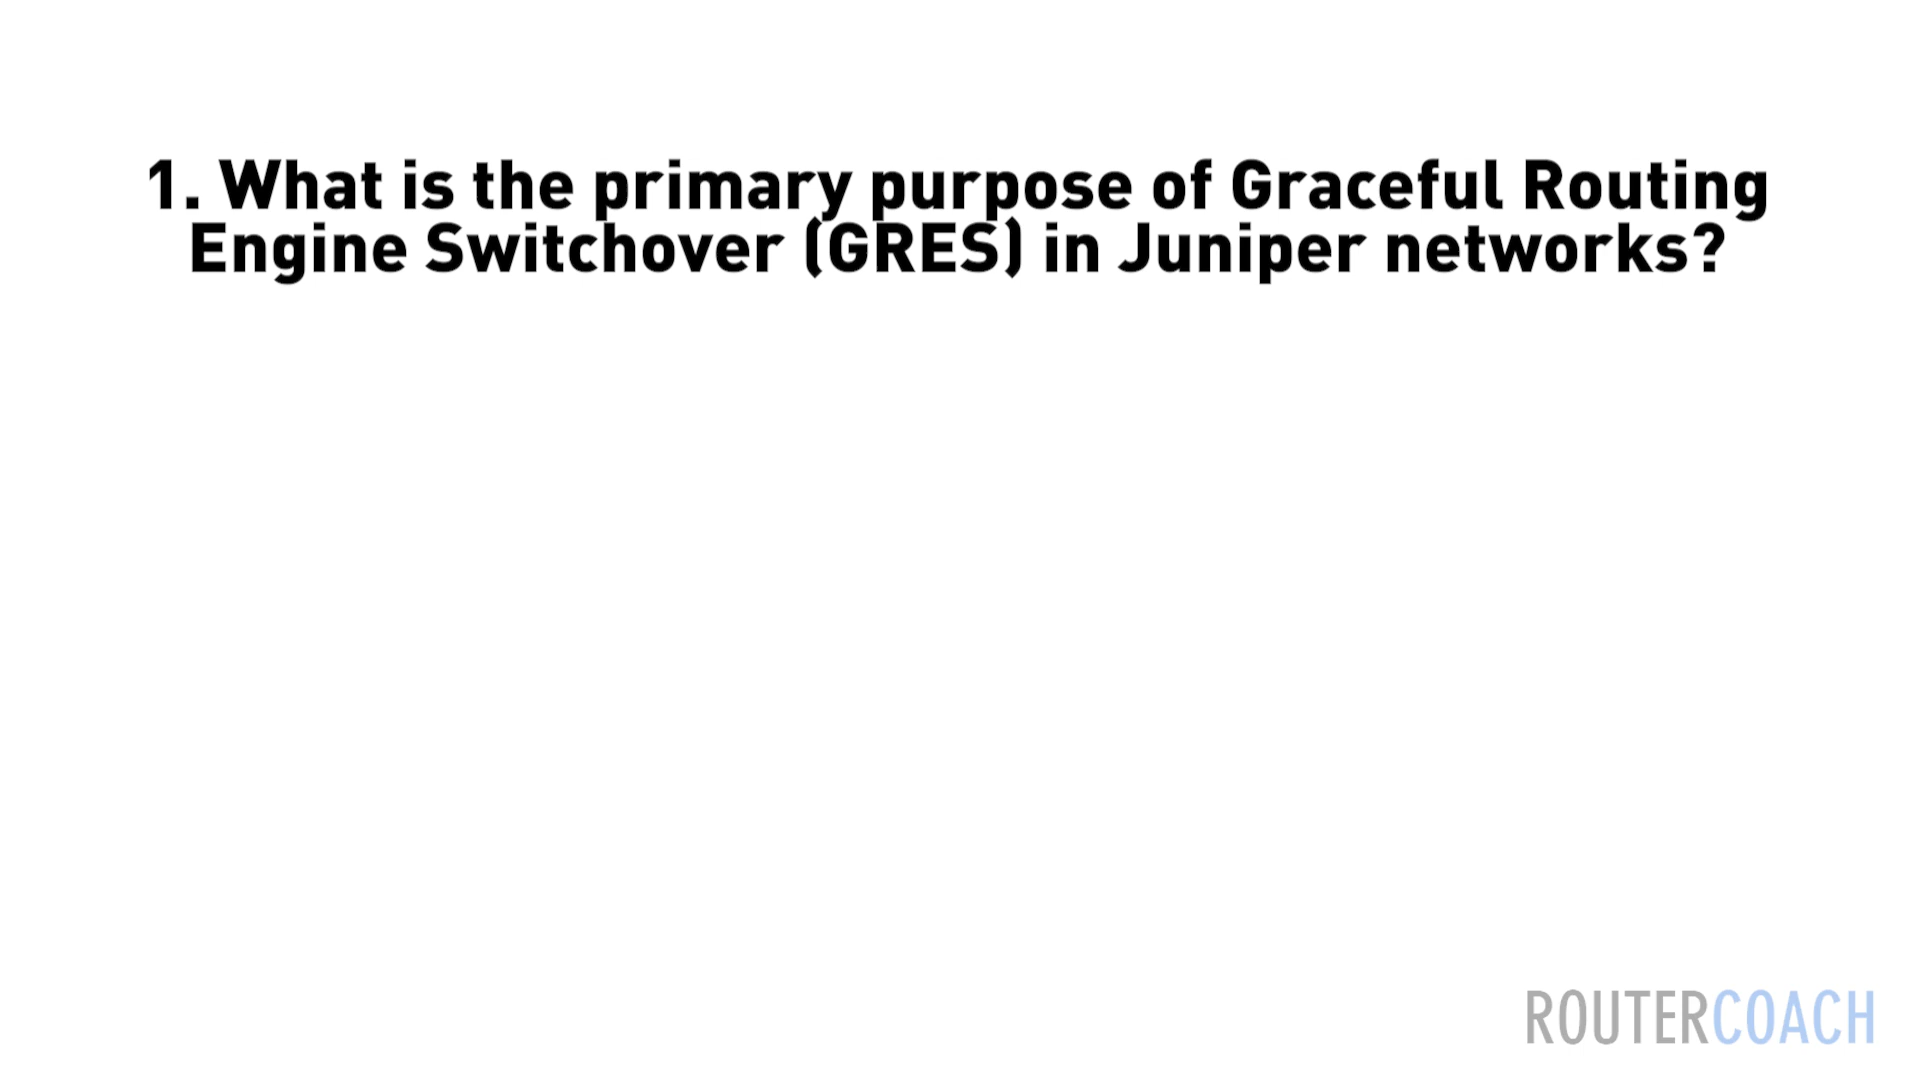 1. What is the primary purpose of Graceful Routing
Engine Switchover (GRES) in Juniper networks?
ROUTERCOACH